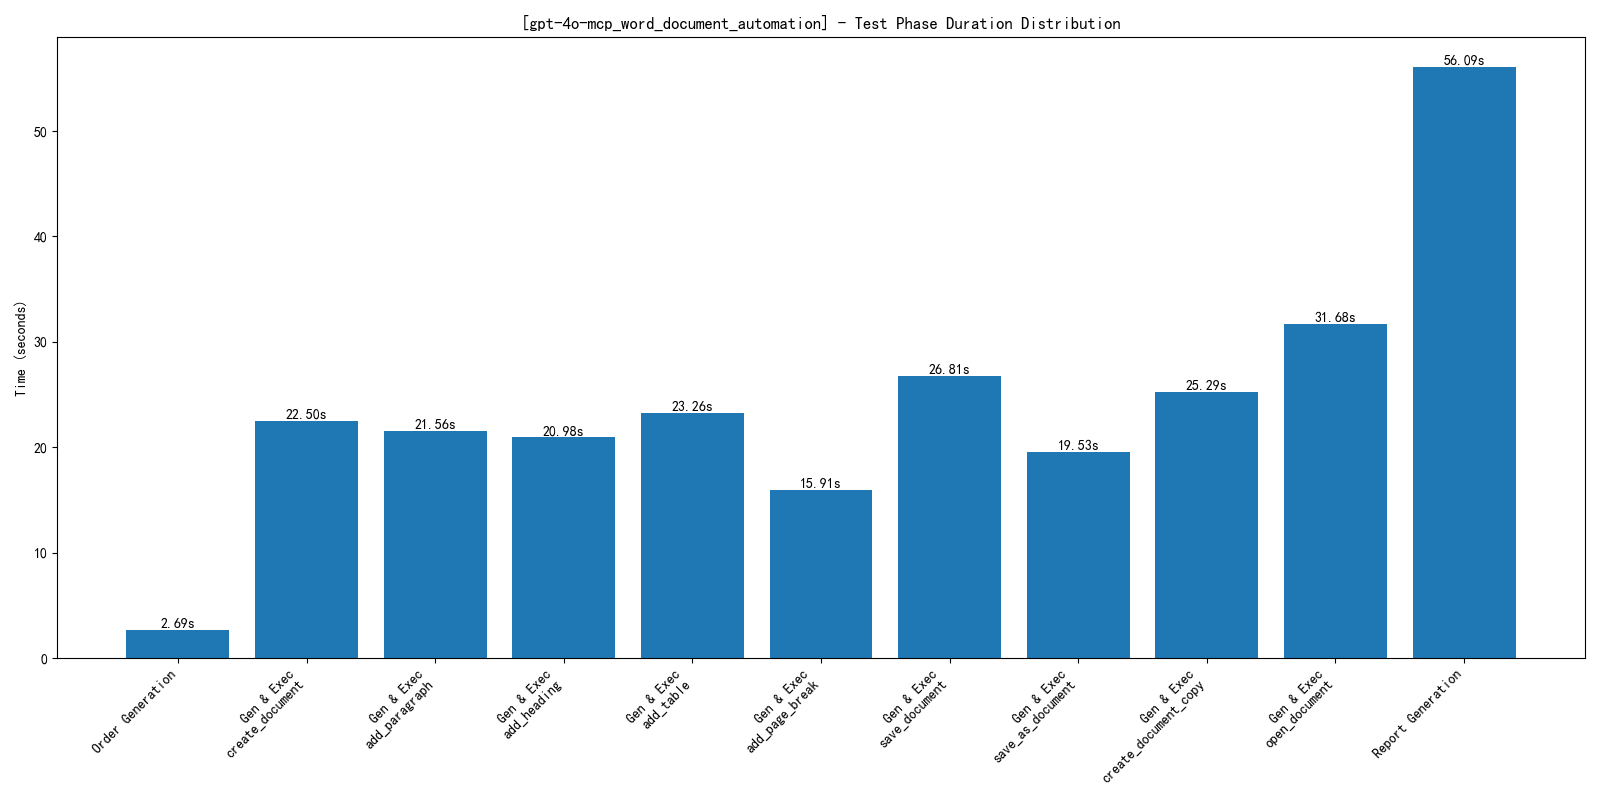 [gpt-4o-mcp_word_document_automation] - Test Phase Duration Distribution
Time (seconds)
50
40
30
20
10
0
2.69s
22.50s
21.56s
20.98s
23.26s
15.91s
26.81s
19.53s
25.29s
31.68s
56.09s
Order Generation
Gen & Exec
create_document
Gen & Exec
add_paragraph
Gen & Exec
add_heading
Gen & Exec
add_table
Gen & Exec
add_page_break
Gen & Exec
save_document
Gen & Exec
save_as_document
Gen & Exec
create_document_copy
Gen & Exec
open_document
Report Generation